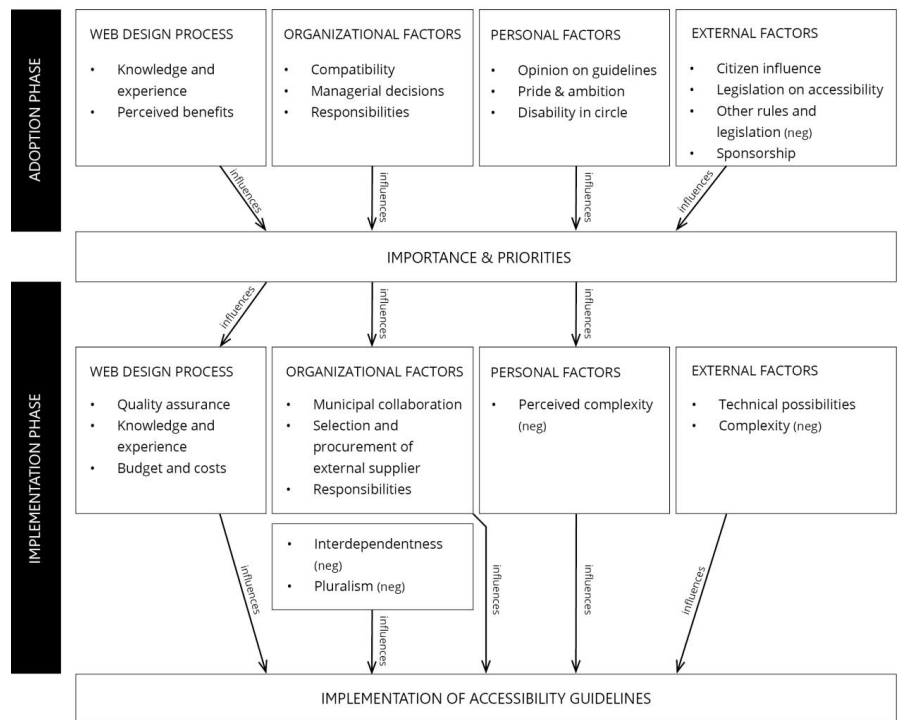 ADOPTION PHASE
WEB DESIGN PROCESS
• Knowledge and
experience
• Perceived benefits
ORGANIZATIONAL FACTORS
• Compatibility
• Managerial decisions
• Responsibilities
PERSONAL FACTORS
• Opinion on guidelines
• Pride & ambition
• Disability in circle
EXTERNAL FACTORS
• Citizen influence
• Legislation on accessibility
• Other rules and
legislation (neg)
• Sponsorship
influences
influences
influences
influences
IMPORTANCE & PRIORITIES
IMPLEMENTATION PHASE
influences
influences
influences
WEB DESIGN PROCESS
• Quality assurance
• Knowledge and
experience
• Budget and costs
ORGANIZATIONAL FACTORS
• Municipal collaboration
• Selection and
procurement of
external supplier
• Responsibilities
• Interdependentness
(neg)
• Pluralism (neg)
PERSONAL FACTORS
• Perceived complexity
(neg)
EXTERNAL FACTORS
• Technical possibilities
• Complexity (neg)
influences
influences
influences
influences
influences
IMPLEMENTATION OF ACCESSIBILITY GUIDELINES